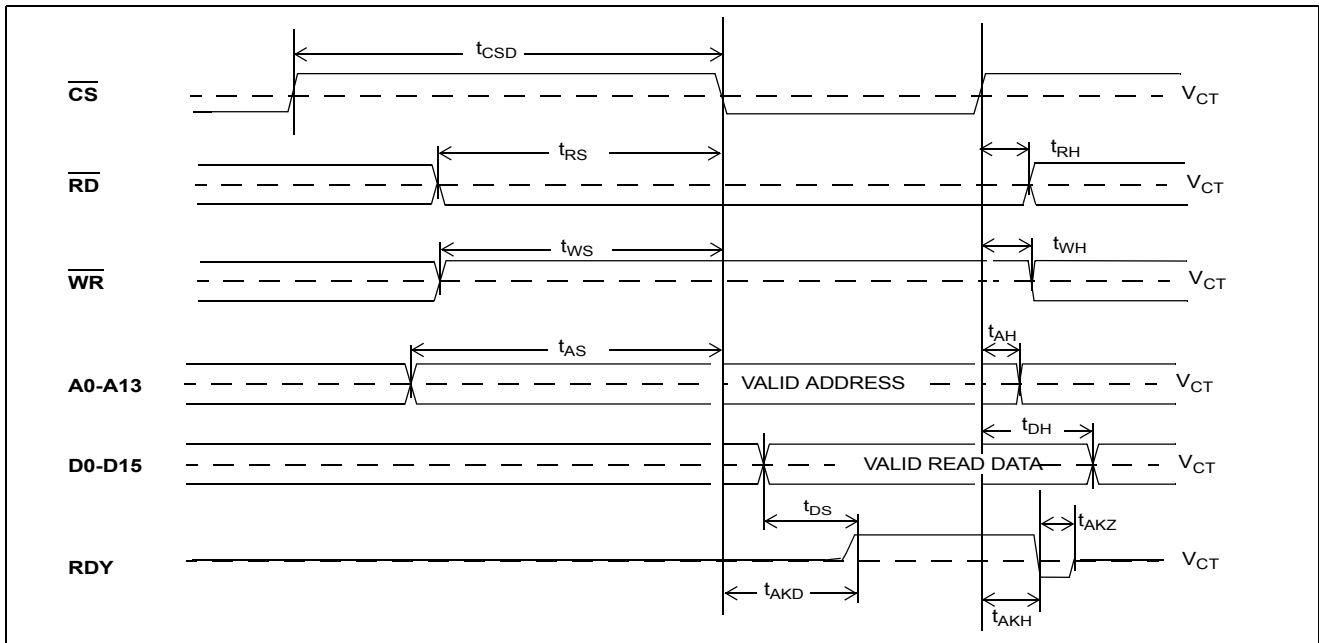 tCSD
CS VCT
tRS tRH
RD VCT
tWS tWH
WR VCT
tAS tAH
A0-A13 VALID ADDRESS VCT
tDH
D0-D15 VALID READ DATA VCT
tDS tAKZ
RDY VCT
tAKD tAKH